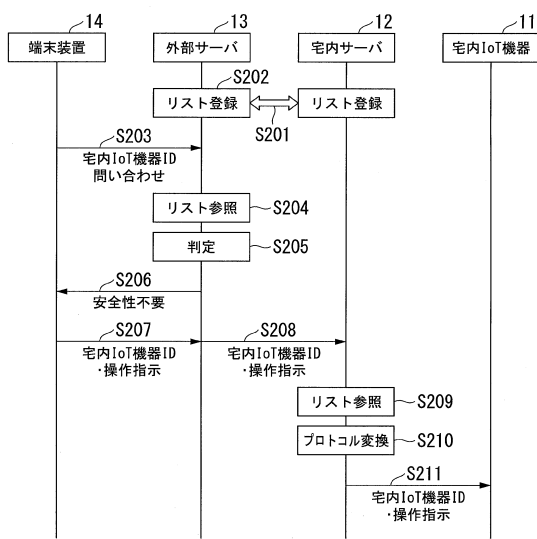 14
13
12
11
端末装置
外部サーバ
宅内サーバ
宅内IoT機器
S202
リスト登録
リスト登録
S201
S203
宅内IoT機器ID
問い合わせ
リスト参照
S204
判定
S205
S206
安全性不要
S207
宅内IoT機器ID
・操作指示
S208
宅内IoT機器ID
・操作指示
リスト参照
S209
プロトコル変換
S210
S211
宅内IoT機器ID
・操作指示